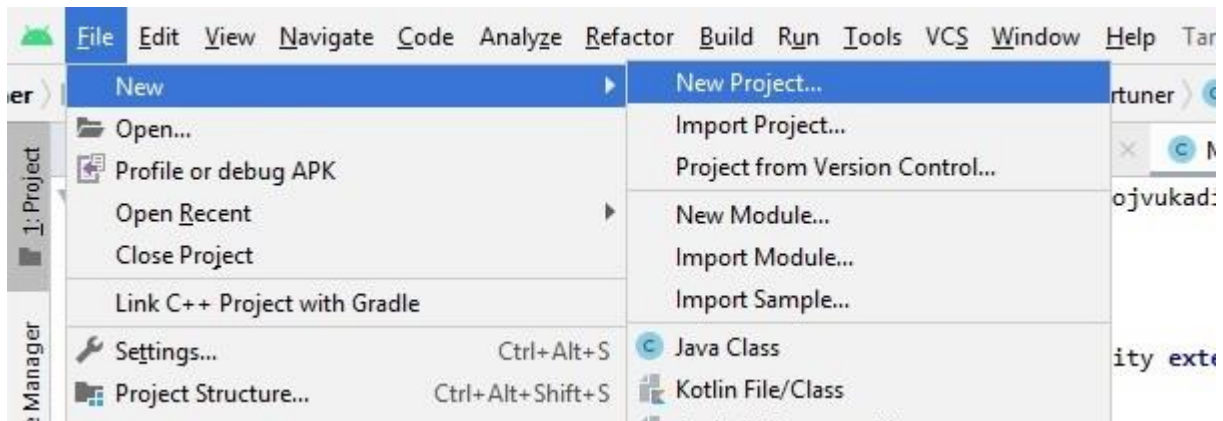 File Edit View Navigate Code Analyze Refactor Build Run Tools VCS Window Help Tar
er
New
New Project...
rtuner
Open...
Import Project...
Profile or debug APK
Project from Version Control...
1: Project
Open Recent
New Module...
ojvukadi
Close Project
Import Module...
Link C++ Project with Gradle
Import Sample...
Settings... Ctrl+Alt+S
Java Class
ity exte
Manager
Project Structure... Ctrl+Alt+Shift+S
Kotlin File/Class